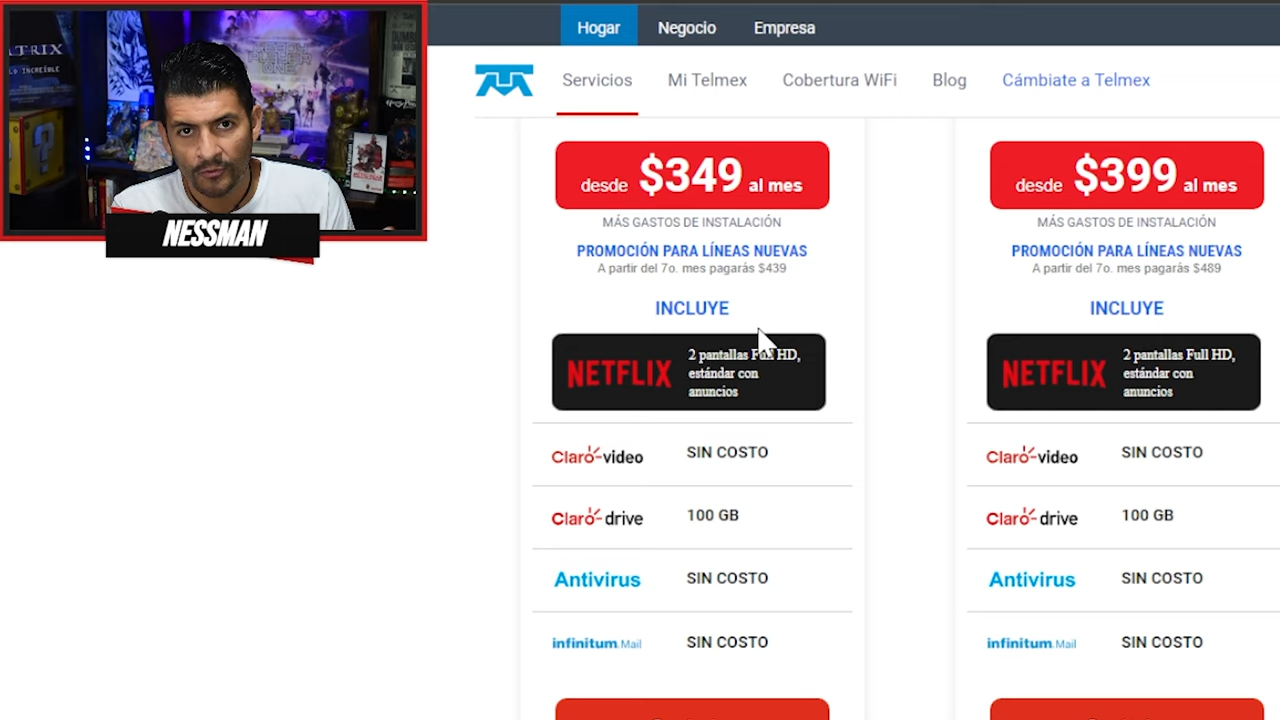 Hogar Negocio Empresa
Servicios Mi Telmex Cobertura WiFi Blog Cámbiate a Telmex
ATRIX
LO INCREÍBLE
NESSMAN
desde $349 al mes
MÁS GASTOS DE INSTALACIÓN
PROMOCIÓN PARA LÍNEAS NUEVAS
A partir del 7o. mes pagarás $439
INCLUYE
NETFLIX
2 pantallas Full HD,
estándar con
anuncios
Claro-video SIN COSTO
Claro-drive 100 GB
Antivirus SIN COSTO
infinitum Mail SIN COSTO
desde $399 al mes
MÁS GASTOS DE INSTALACIÓN
PROMOCIÓN PARA LÍNEAS NUEVAS
A partir del 7o. mes pagarás $489
INCLUYE
NETFLIX
2 pantallas Full HD,
estándar con
anuncios
Claro-video SIN COSTO
Claro-drive 100 GB
Antivirus SIN COSTO
infinitum Mail SIN COSTO